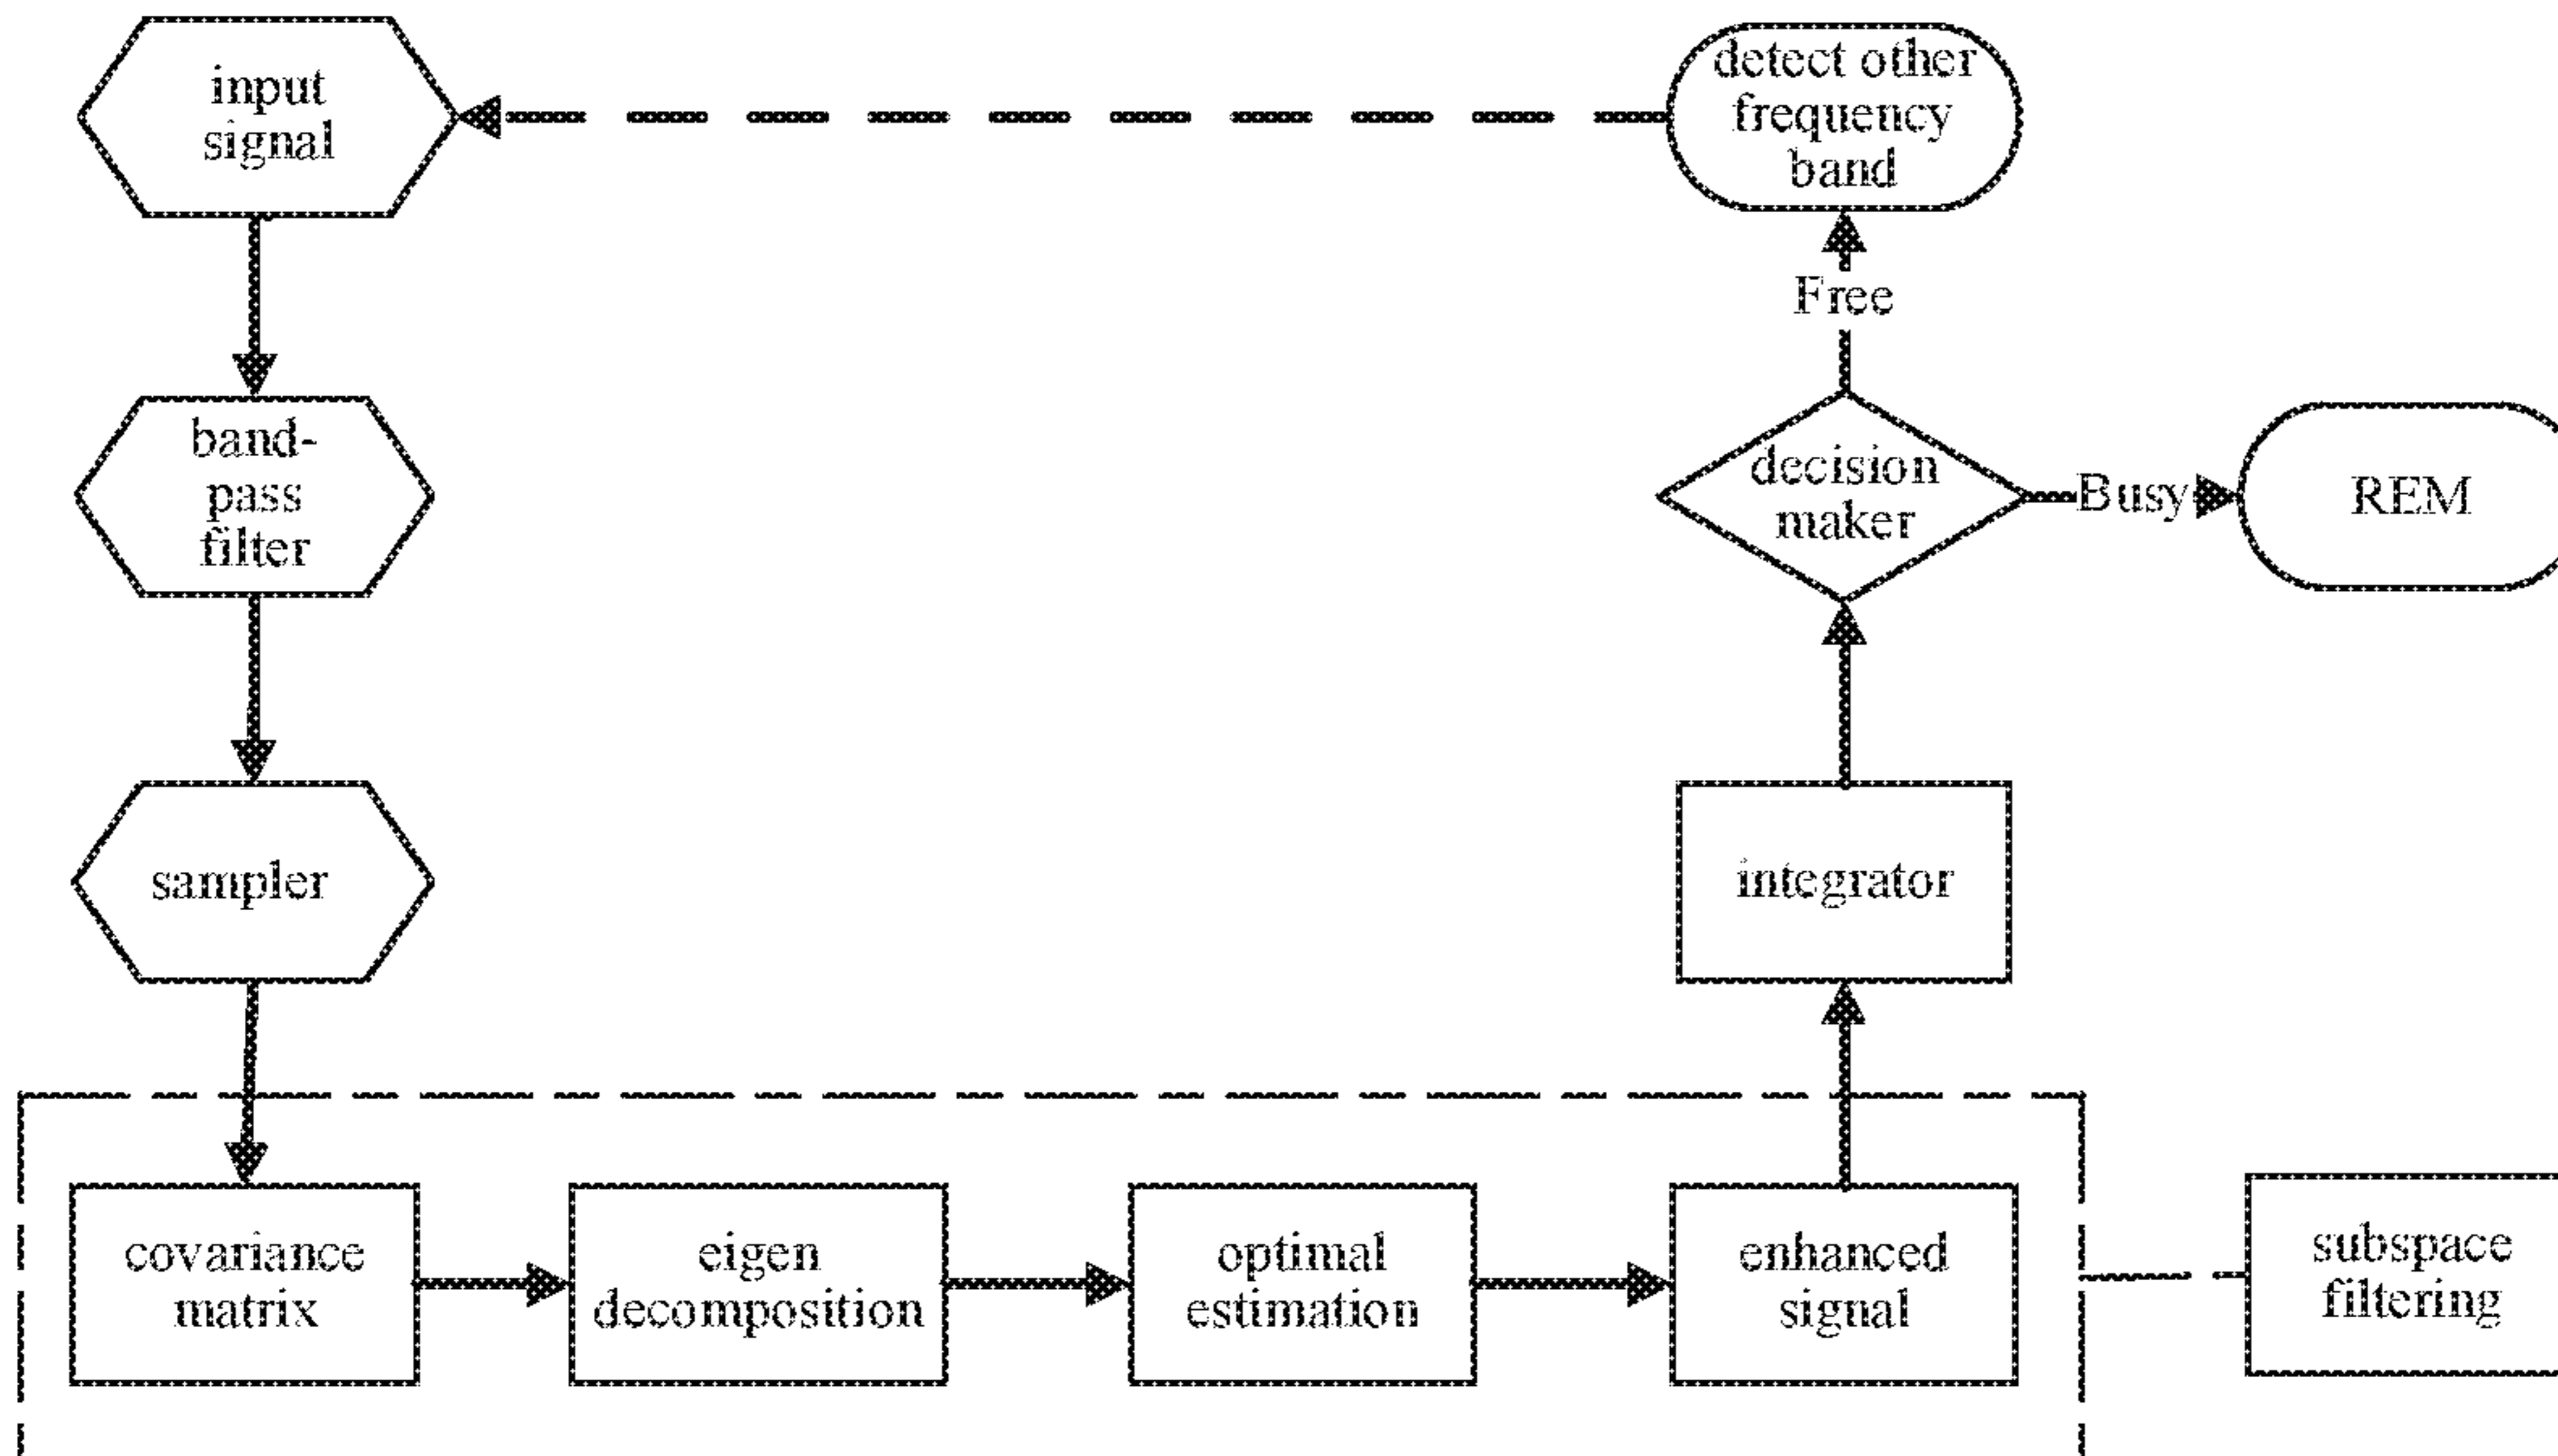 input
signal
detect other
frequency
band
Free
band-
pass
filter
decision
maker
Busy
REM
sampler
integrator
covariance
matrix
eigen
decomposition
optimal
estimation
enhanced
signal
subspace
filtering